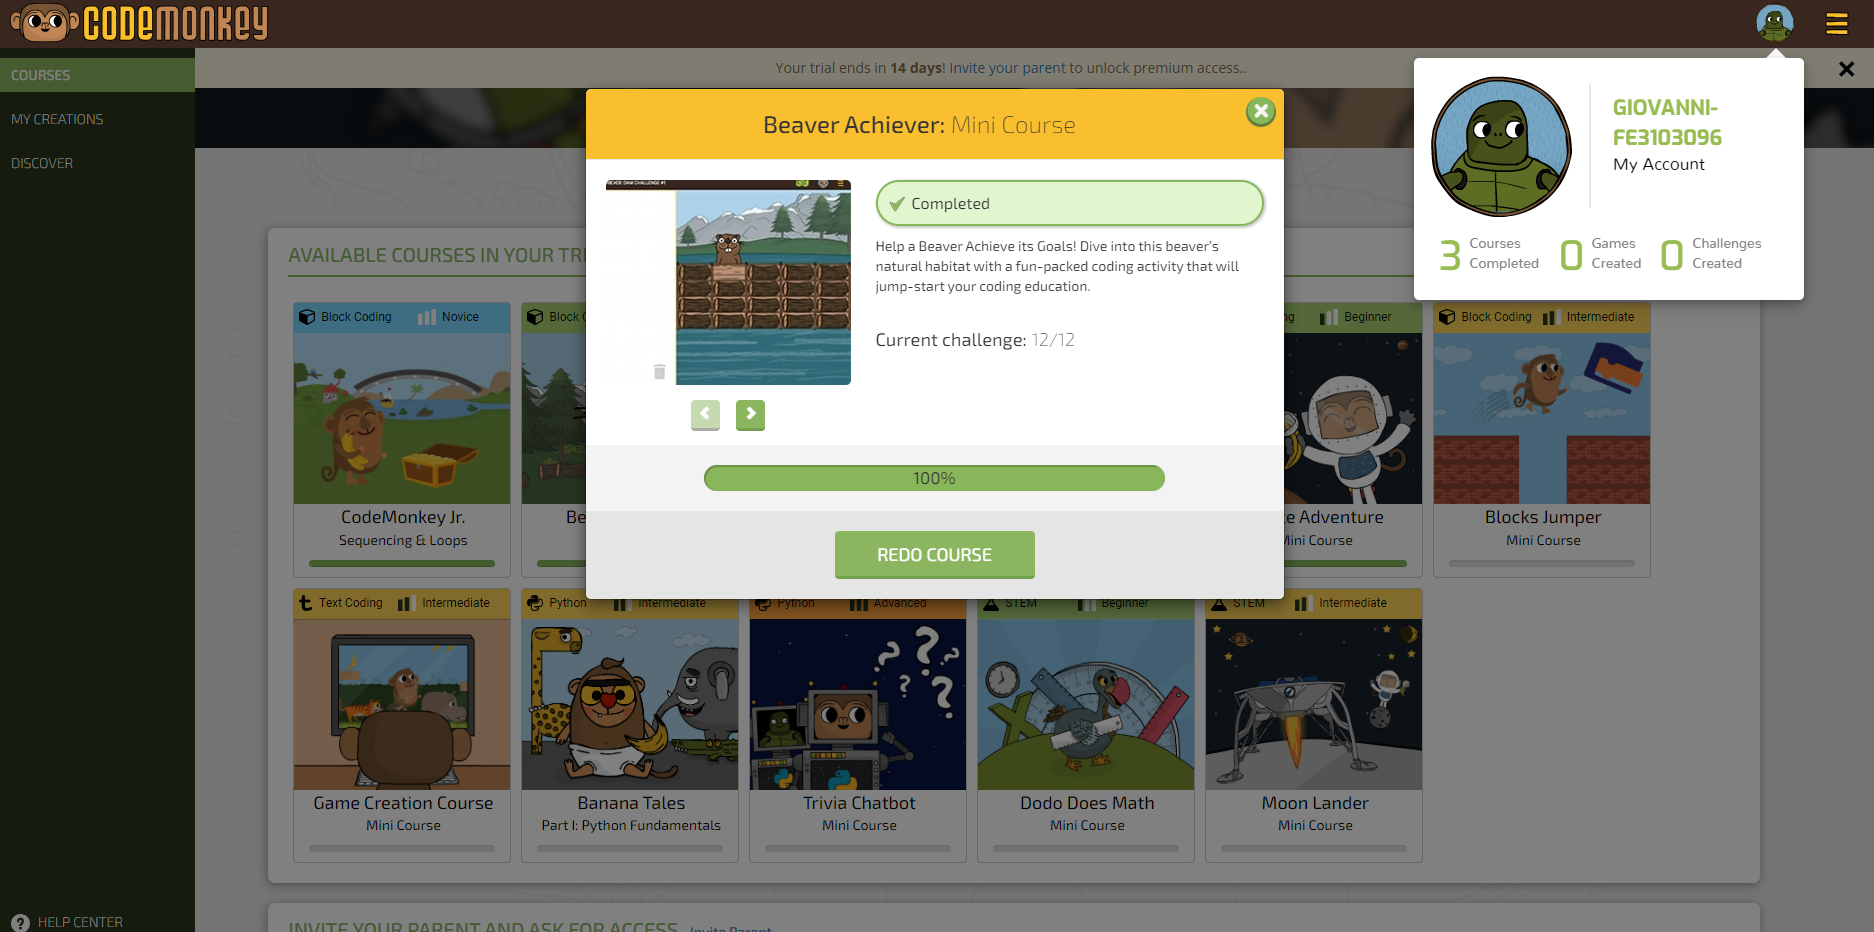 CODEMONKEY
COURSES
MY CREATIONS
DISCOVER
HELP CENTER
Your trial ends in 14 days! Invite your parent to unlock premium access..
GIOVANNI-
FE3103096
My Account
3 Courses Completed
0 Games Created
0 Challenges Created
Beaver Achiever: Mini Course
Completed
Help a Beaver Achieve its Goals! Dive into this beaver's
natural habitat with a fun-packed coding activity that will
jump-start your coding education.
Current challenge: 12/12
100%
REDO COURSE
AVAILABLE COURSES IN YOUR TRI
Block Coding Novice
CodeMonkey Jr.
Sequencing & Loops
Block C
Be
ng Beginner
e Adventure
Mini Course
Block Coding Intermediate
Blocks Jumper
Mini Course
Text Coding Intermediate
Game Creation Course
Mini Course
Python Intermediate
Banana Tales
Part I: Python Fundamentals
Python Advanced
Trivia Chatbot
Mini Course
STEM Beginner
Dodo Does Math
Mini Course
STEM Intermediate
Moon Lander
Mini Course
INVITE YOUR PARENT AND ASK FOR ACCESS Invite Parent